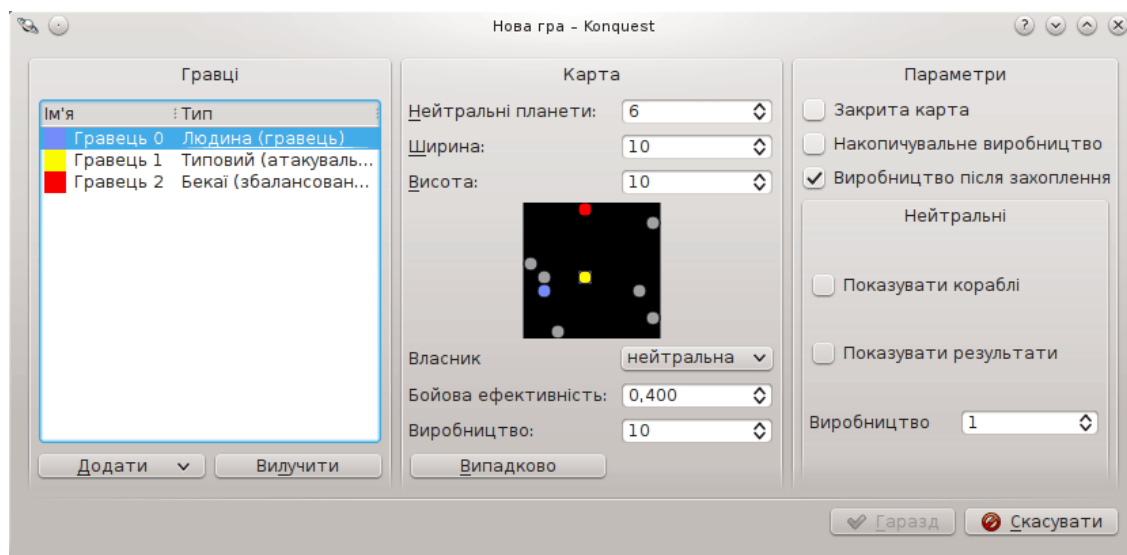 Нова гра – Konquest
Гравці
Ім'я Тип
Гравець 0 Людина (гравець)
Гравець 1 Типовий (атакуваль...
Гравець 2 Бекаї (збалансован...
Додати Вилучити
Карта
Нейтральні планети: 6
Ширина: 10
Висота: 10
Власник нейтральна
Бойова ефективність: 0,400
Виробництво: 10
Випадково
Параметри
Закрита карта
Накопичувальне виробництво
Виробництво після захоплення
Нейтральні
Показувати кораблі
Показувати результати
Виробництво 1
Гаразд Скасувати